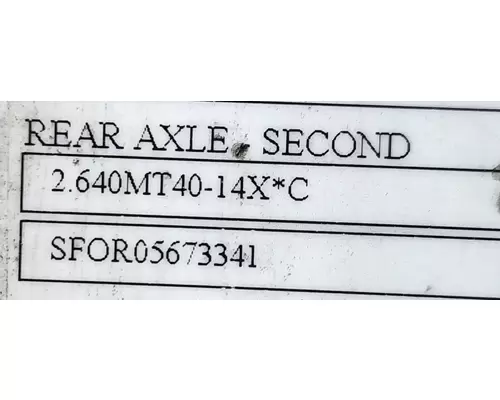 REAR AXLE - SECOND
2.640MT40-14X*C
SFOR05673341